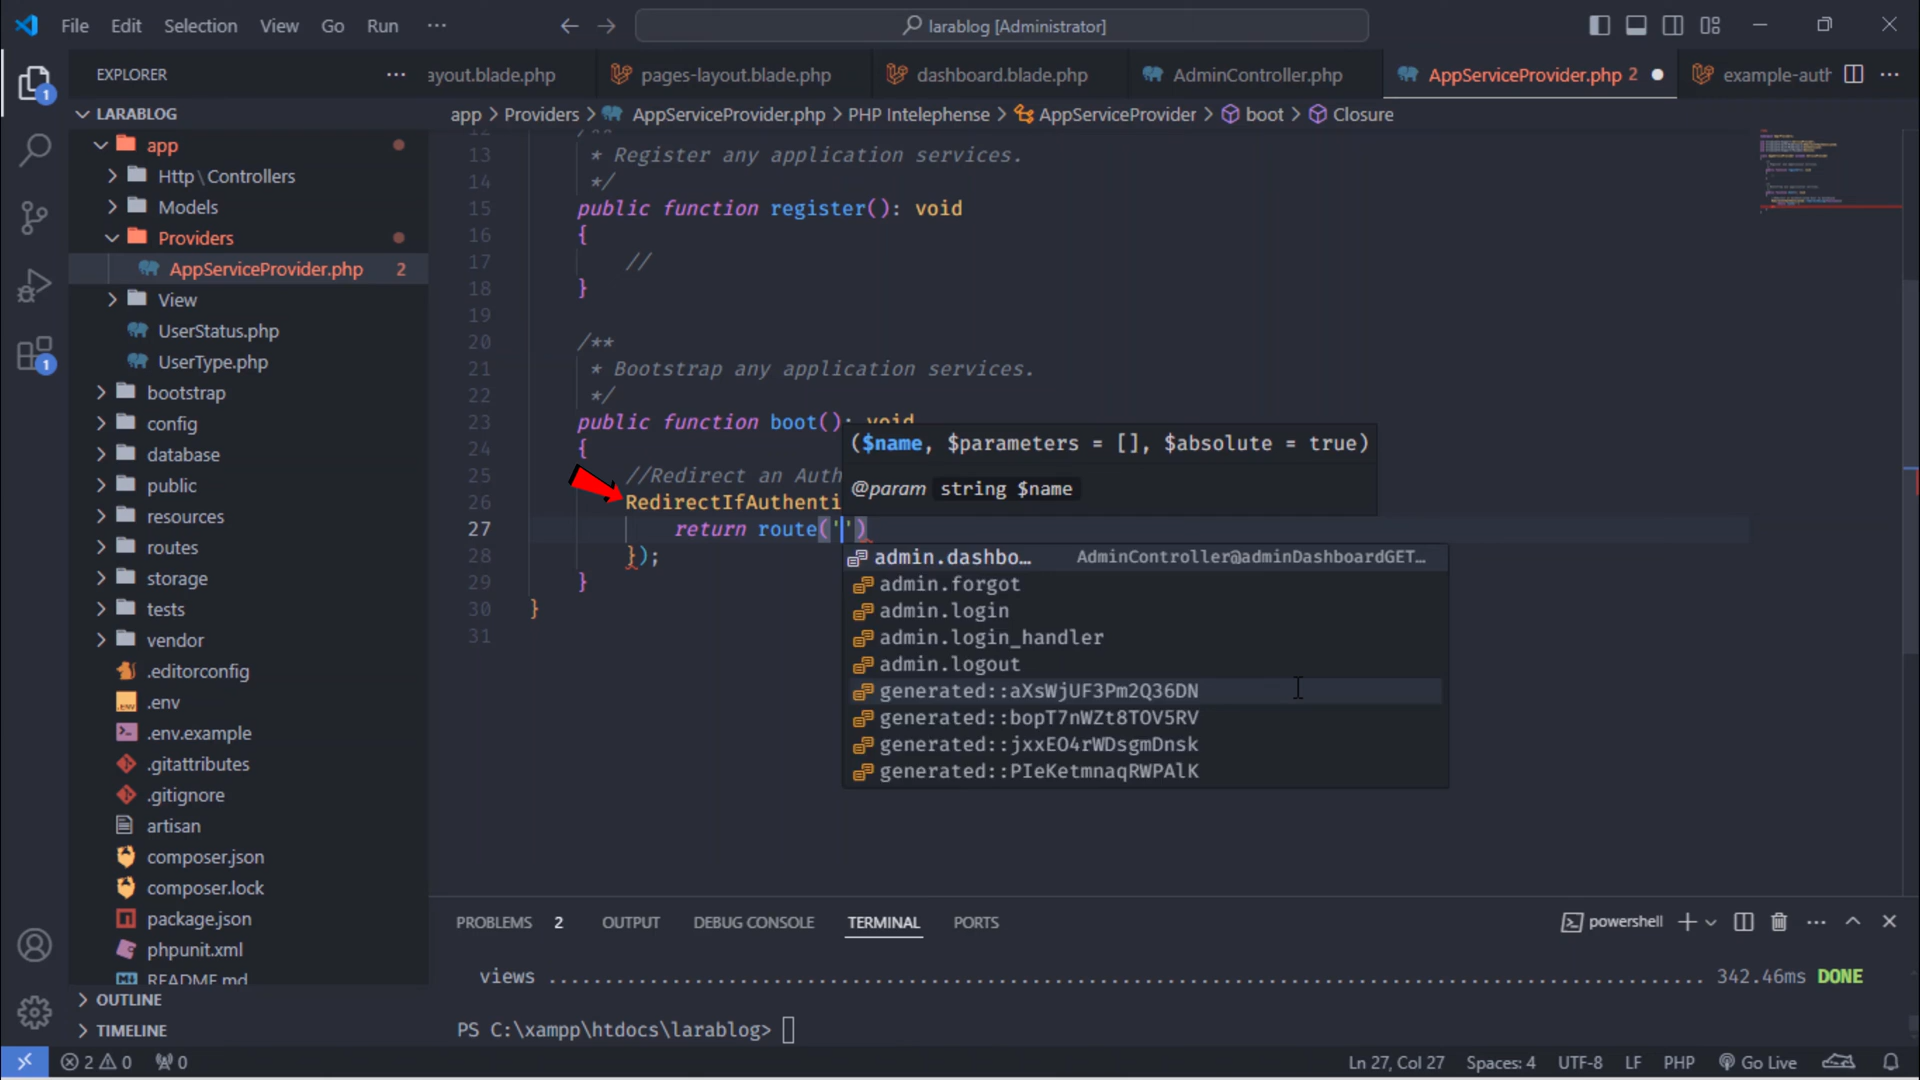 File Edit Selection View Go Run ··· larablog [Administrator]
EXPLORER ···
ayout.blade.php pages-layout.blade.php dashboard.blade.php AdminController.php AppServiceProvider.php 2 example-auth ···
LARABLOG
app > Providers > AppServiceProvider.php > PHP Intelephense > AppServiceProvider > boot > Closure
app
Http\Controllers
Models
Providers
AppServiceProvider.php 2
View
UserStatus.php
UserType.php
bootstrap
config
database
public
resources
routes
storage
tests
vendor
.editorconfig
.env
.env.example
.gitattributes
.gitignore
artisan
composer.json
composer.lock
package.json
phpunit.xml
README.md
OUTLINE
TIMELINE
12 /**
13 * Register any application services.
14 */
15 public function register(): void
16 {
17 //
18 }
19
20 /**
21 * Bootstrap any application services.
22 */
23 public function boot(): void
24 {
25 //Redirect an Auth
26 RedirectIfAuthenti
27 return route('')
28 });
29 }
30 }
31
($name, $parameters = [], $absolute = true)
@param string $name
admin.dashbo… AdminController@adminDashboardGET…
admin.forgot
admin.login
admin.login_handler
admin.logout
generated::aXsWjUF3Pm2Q36DN
generated::bopT7nWZt8TOV5RV
generated::jxxEO4rWDsgmDnsk
generated::PIeKetmnaqRWPAlK
PROBLEMS 2 OUTPUT DEBUG CONSOLE TERMINAL PORTS powershell
views ........................................................................................ 342.46ms DONE
PS C:\xampp\htdocs\larablog>
2 0 0 Ln 27, Col 27 Spaces: 4 UTF-8 LF PHP Go Live
1
1